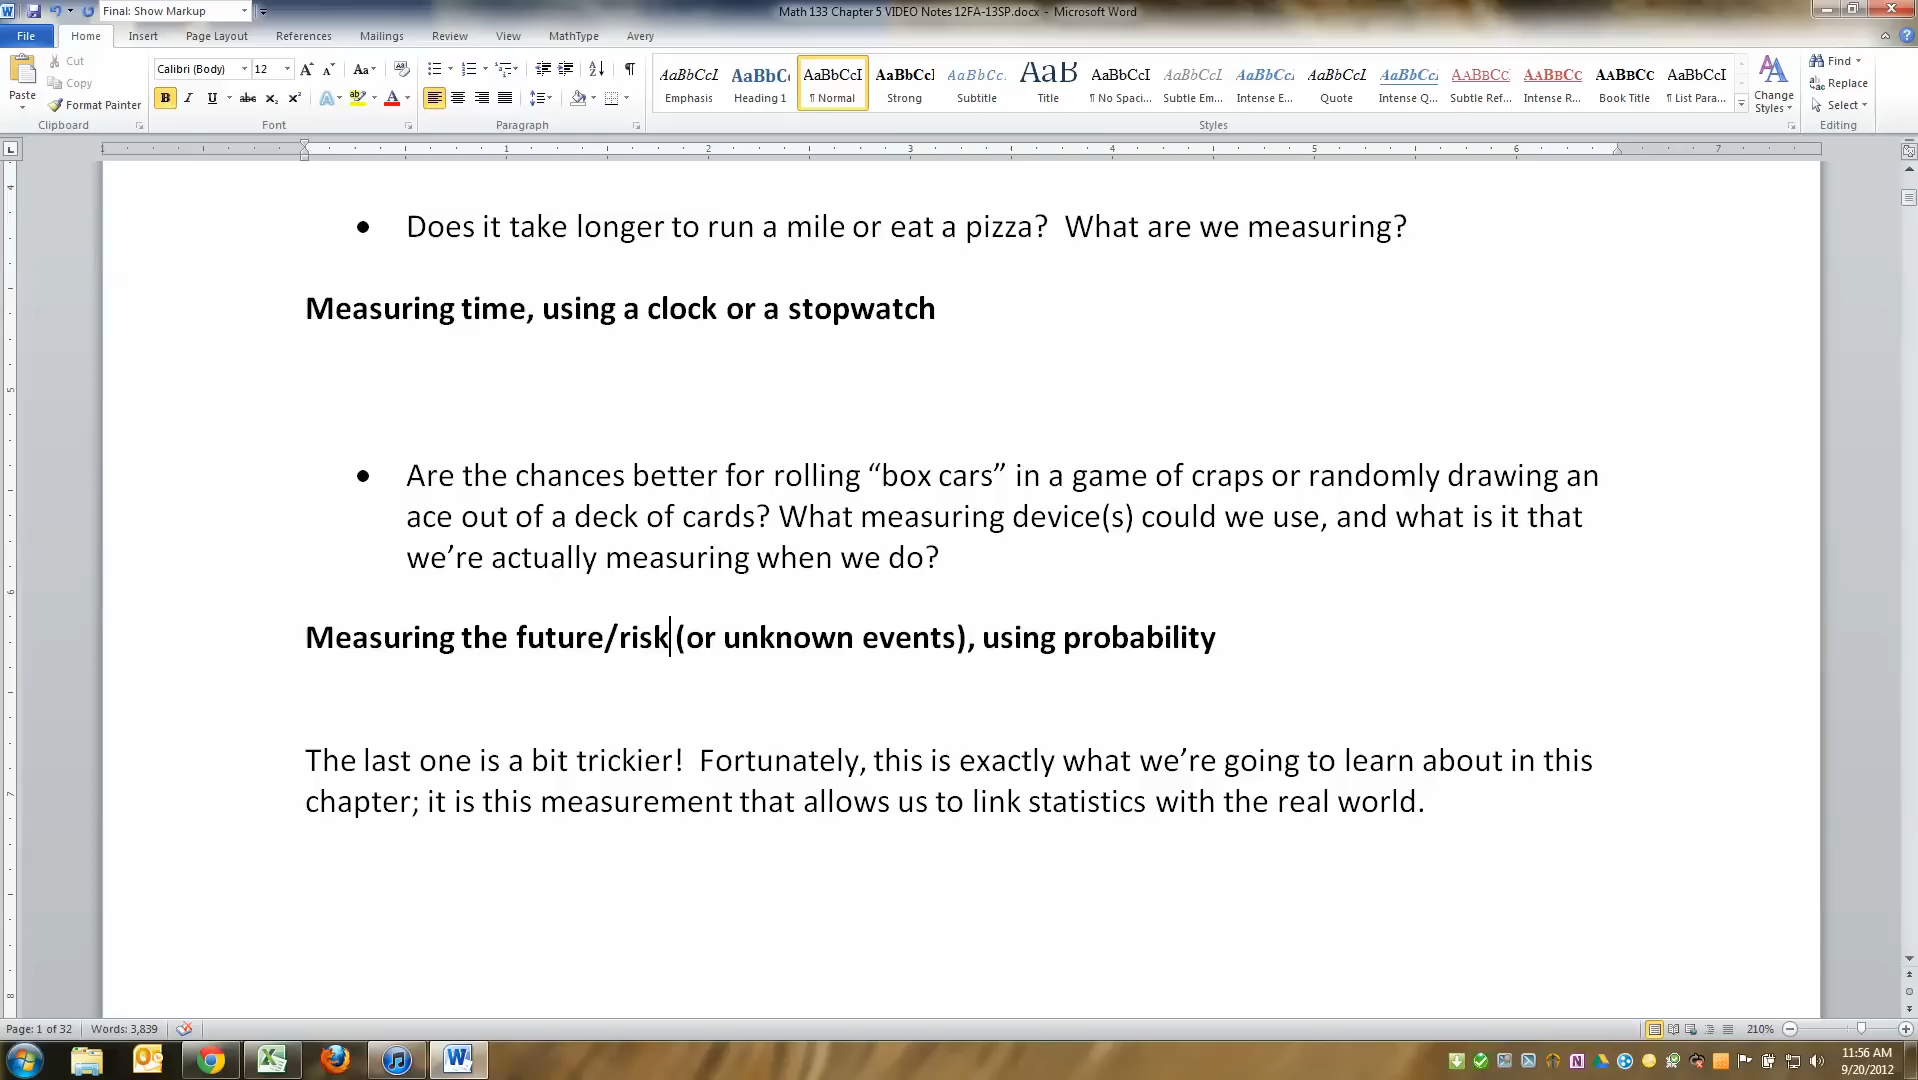 Final: Show Markup
Math 133 Chapter 5 VIDEO Notes 12FA-13SP.docx - Microsoft Word
File Home Insert Page Layout References Mailings Review View MathType Avery
Paste
Cut
Copy
Format Painter
Clipboard
Calibri (Body) 12
Font
Paragraph
AaBbCcI AaBbC AaBbCcI AaBbCcI AaBbCc. AaB AaBbCcI AaBbCcI AaBbCcI AaBbCcI AaBbCcI AABBCC AABBCC AABBCC AaBbCcI
Emphasis Heading 1 ¶ Normal Strong Subtitle Title ¶ No Spaci... Subtle Em... Intense E... Quote Intense Q... Subtle Ref... Intense R... Book Title ¶ List Para...
Styles
Change Styles
Find
Replace
Select
Editing
1 1 2 3 4 5 6 7
• Does it take longer to run a mile or eat a pizza? What are we measuring?
Measuring time, using a clock or a stopwatch
• Are the chances better for rolling “box cars” in a game of craps or randomly drawing an
ace out of a deck of cards? What measuring device(s) could we use, and what is it that
we’re actually measuring when we do?
Measuring the future/risk (or unknown events), using probability
The last one is a bit trickier! Fortunately, this is exactly what we’re going to learn about in this
chapter; it is this measurement that allows us to link statistics with the real world.
Page: 1 of 32 Words: 3,839
210%
11:56 AM
9/20/2012